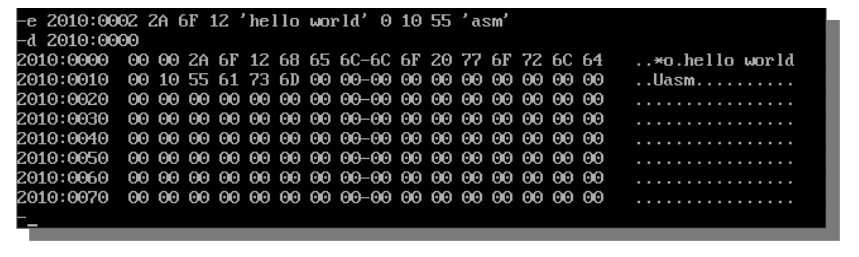 -e 2010:0002 2A 6F 12 'hello world' 0 10 55 'asm'
-d 2010:0000
2010:0000  00 00 2A 6F 12 68 65 6C-6C 6F 20 77 6F 72 6C 64   ..*o.hello world
2010:0010  00 10 55 61 73 6D 00 00-00 00 00 00 00 00 00 00   ..Uasm..........
2010:0020  00 00 00 00 00 00 00 00-00 00 00 00 00 00 00 00   ................
2010:0030  00 00 00 00 00 00 00 00-00 00 00 00 00 00 00 00   ................
2010:0040  00 00 00 00 00 00 00 00-00 00 00 00 00 00 00 00   ................
2010:0050  00 00 00 00 00 00 00 00-00 00 00 00 00 00 00 00   ................
2010:0060  00 00 00 00 00 00 00 00-00 00 00 00 00 00 00 00   ................
2010:0070  00 00 00 00 00 00 00 00-00 00 00 00 00 00 00 00   ................
-_